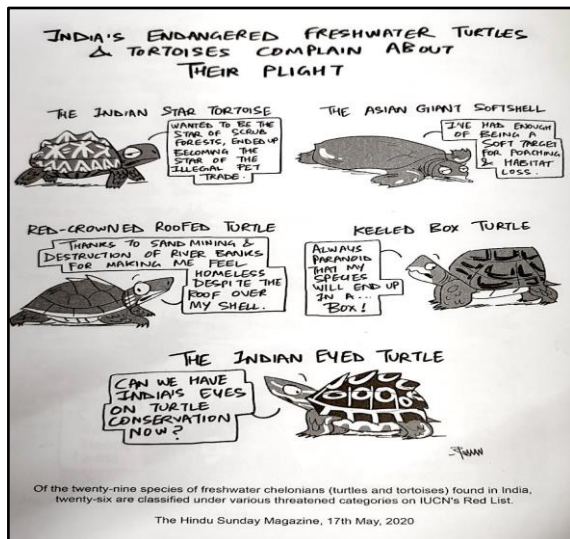 INDIA'S ENDANGERED FRESHWATER TURTLES
& TORTOISES COMPLAIN ABOUT
THEIR PLIGHT
THE INDIAN STAR TORTOISE
WANTED TO BE THE
STAR OF SCRUB
FORESTS, ENDED UP
BECOMING THE
STAR OF THE
ILLEGAL PET
TRADE.
THE ASIAN GIANT SOFTSHELL
I'VE HAD ENOUGH
OF BEING A
SOFT TARGET
FOR POACHING
& HABITAT
LOSS.
RED-CROWNED ROOFED TURTLE
THANKS TO SAND MINING &
DESTRUCTION OF RIVER BANKS
FOR MAKING ME FEEL
HOMELESS
DESPITE THE
ROOF OVER
MY SHELL.
KEELED BOX TURTLE
ALWAYS
PARANOID
THAT MY
SPECIES
WILL END UP
IN A...
BOX!
THE INDIAN EYED TURTLE
CAN WE HAVE
INDIA'S EYES
ON TURTLE
CONSERVATION
NOW?
Of the twenty-nine species of freshwater chelonians (turtles and tortoises) found in India,
twenty-six are classified under various threatened categories on IUCN's Red List.
The Hindu Sunday Magazine, 17th May, 2020